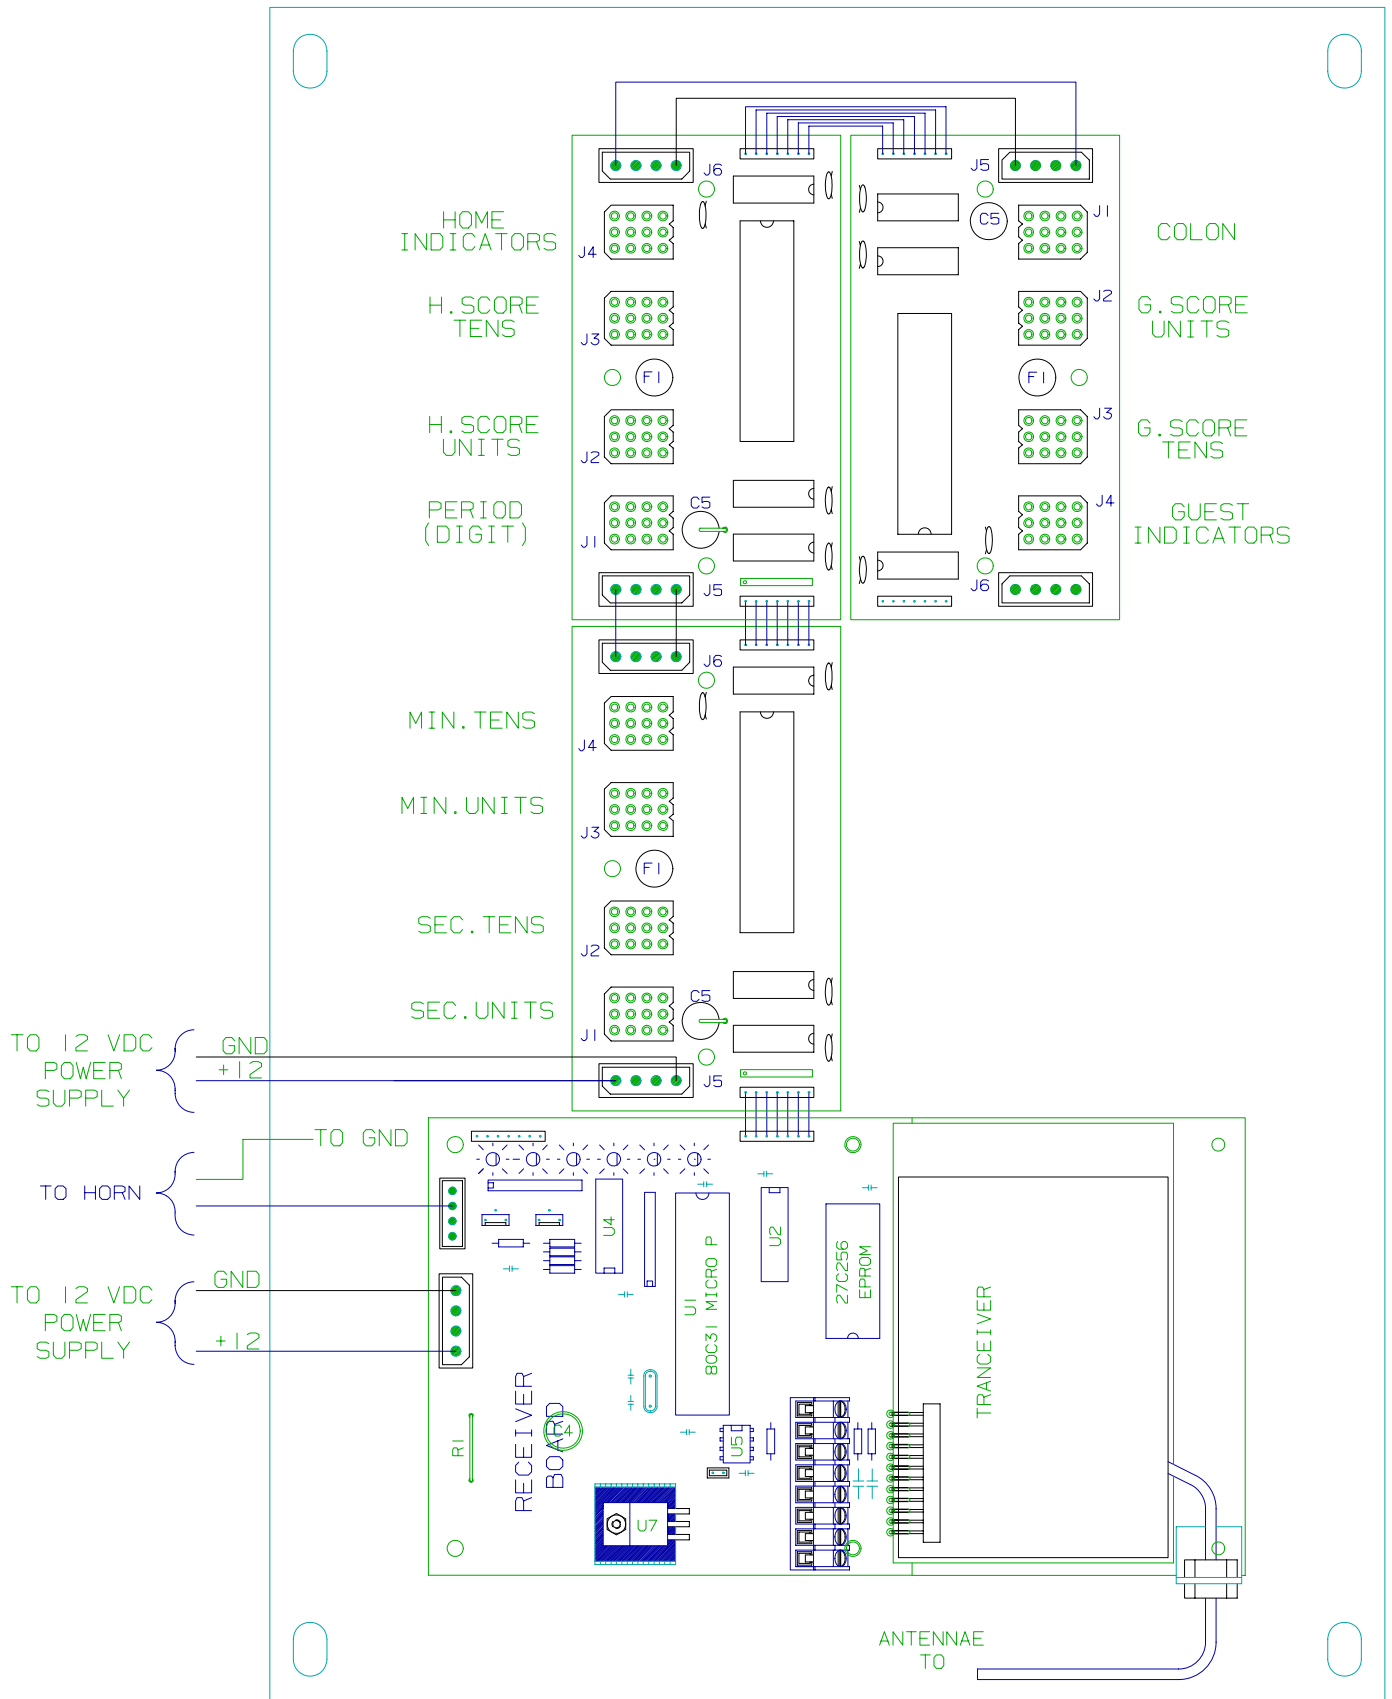 J6
J5
HOME
INDICATORS
J4
C5
J1
COLON
H.SCORE
TENS
J3
J2
G.SCORE
UNITS
F1
F1
H.SCORE
UNITS
J2
J3
G.SCORE
TENS
PERIOD
(DIGIT)
J1
C5
J4
GUEST
INDICATORS
J5
J6
J6
MIN.TENS
J4
MIN.UNITS
J3
F1
SEC.TENS
J2
SEC.UNITS
J1
C5
J5
TO 12 VDC
POWER
SUPPLY
GND
+12
TO GND
TO HORN
TO 12 VDC
POWER
SUPPLY
GND
+12
U4
U1
80C31 MICRO P
U2
27C256
EPROM
TRANCEIVER
R1
RECEIVER
BOARD
C4
U5
U7
ANTENNAE
TO